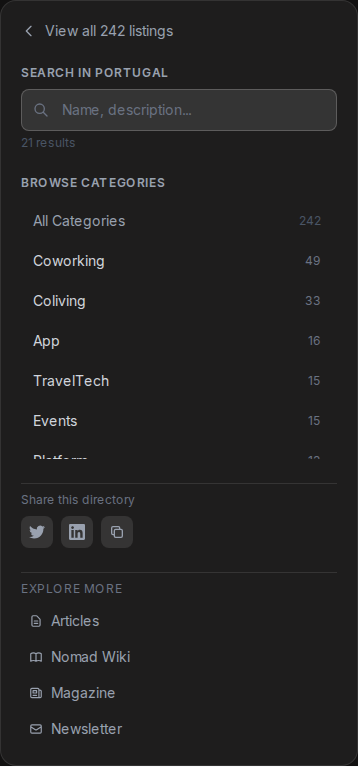 View all 242 listings
SEARCH IN PORTUGAL
Name, description...
21 results
BROWSE CATEGORIES
All Categories 242
Coworking 49
Coliving 33
App 16
TravelTech 15
Events 15
Platform
Share this directory
EXPLORE MORE
Articles
Nomad Wiki
Magazine
Newsletter